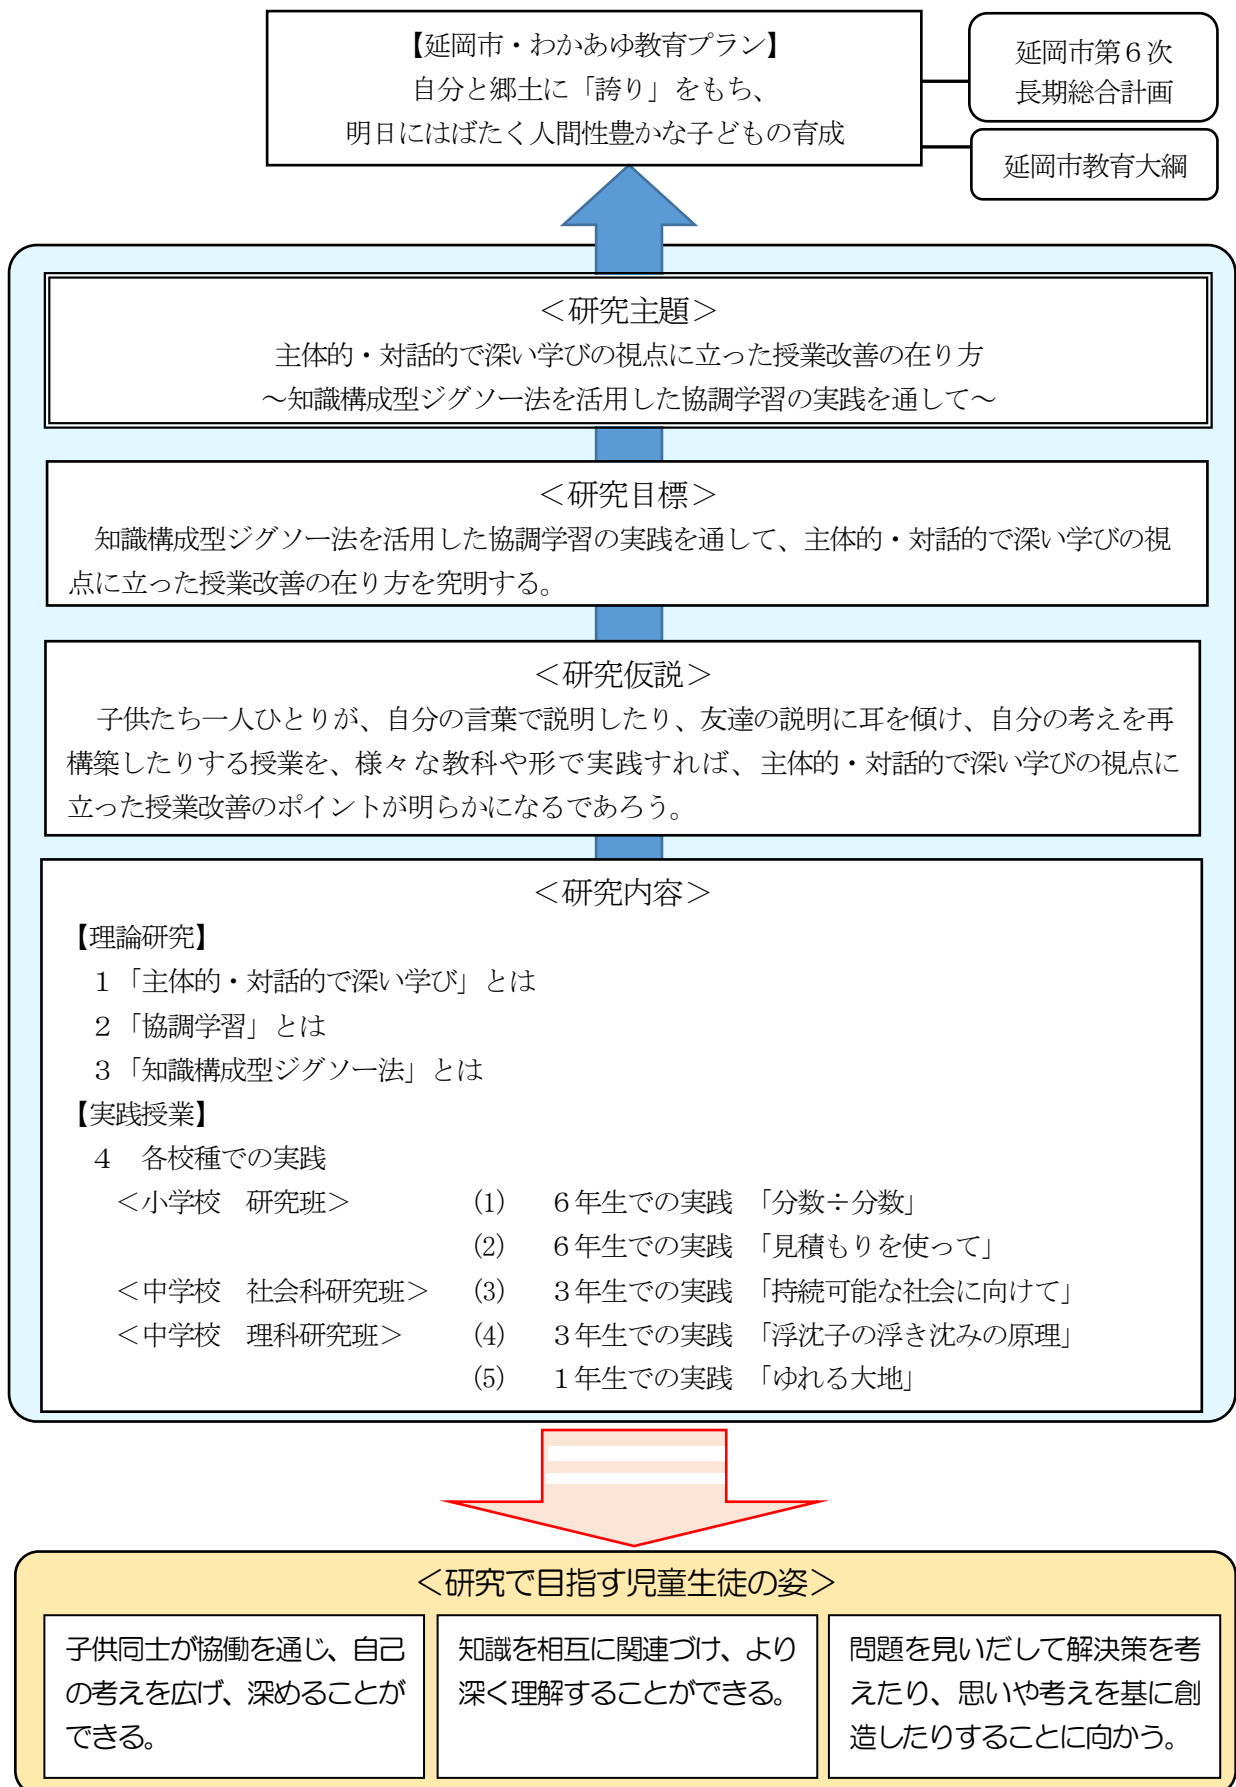 【延岡市・わかあゆ教育プラン】
自分と郷土に「誇り」をもち、
明日にはばたく人間性豊かな子どもの育成
延岡市第６次
長期総合計画
延岡市教育大綱
＜研究主題＞
主体的・対話的で深い学びの視点に立った授業改善の在り方
～知識構成型ジグソー法を活用した協調学習の実践を通して～
＜研究目標＞
知識構成型ジグソー法を活用した協調学習の実践を通して、主体的・対話的で深い学びの視
点に立った授業改善の在り方を究明する。
＜研究仮説＞
子供たち一人ひとりが、自分の言葉で説明したり、友達の説明に耳を傾け、自分の考えを再
構築したりする授業を、様々な教科や形で実践すれば、主体的・対話的で深い学びの視点に
立った授業改善のポイントが明らかになるであろう。
＜研究内容＞
【理論研究】
１「主体的・対話的で深い学び」とは
２「協調学習」とは
３「知識構成型ジグソー法」とは
【実践授業】
４　各校種での実践
＜小学校　研究班＞　(1)　６年生での実践　「分数÷分数」
(2)　６年生での実践　「見積もりを使って」
＜中学校　社会科研究班＞　(3)　３年生での実践　「持続可能な社会に向けて」
＜中学校　理科研究班＞　(4)　３年生での実践　「浮沈子の浮き沈みの原理」
(5)　１年生での実践　「ゆれる大地」
＜研究で目指す児童生徒の姿＞
子供同士が協働を通じ、自己
の考えを広げ、深めることが
できる。
知識を相互に関連づけ、より
深く理解することができる。
問題を見いだして解決策を考
えたり、思いや考えを基に創
造したりすることに向かう。